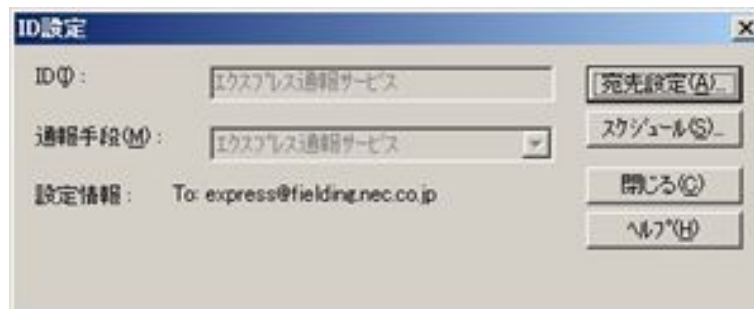 ID設定
ID(I) :
エクスプレス通報サービス
宛先設定(A)...
通報手段(M) :
エクスプレス通報サービス
スケジュール(S)...
設定情報 :
To: express@fielding.nec.co.jp
閉じる(C)
ヘルプ(H)